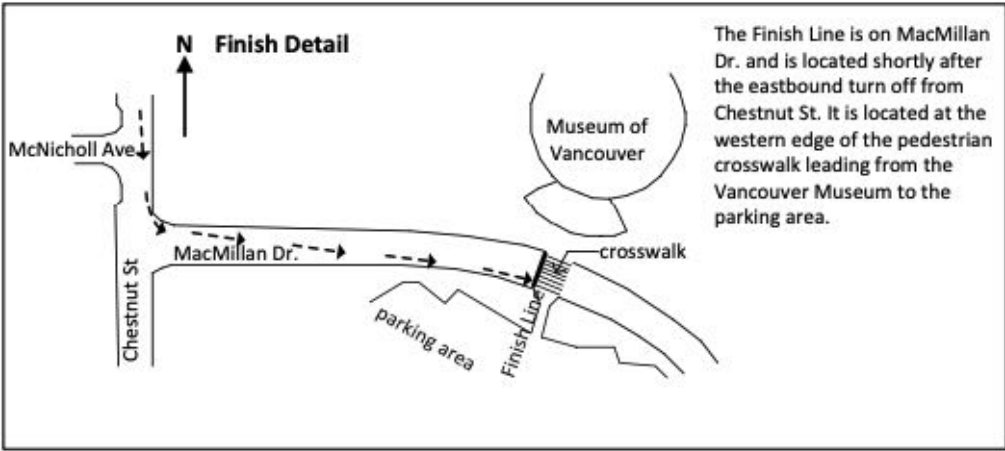 N Finish Detail
The Finish Line is on MacMillan
Dr. and is located shortly after
the eastbound turn off from
Chestnut St. It is located at the
western edge of the pedestrian
crosswalk leading from the
Vancouver Museum to the
parking area.
McNicholl Ave
Museum of
Vancouver
MacMillan Dr.
crosswalk
Chestnut St
parking area
Finish Line